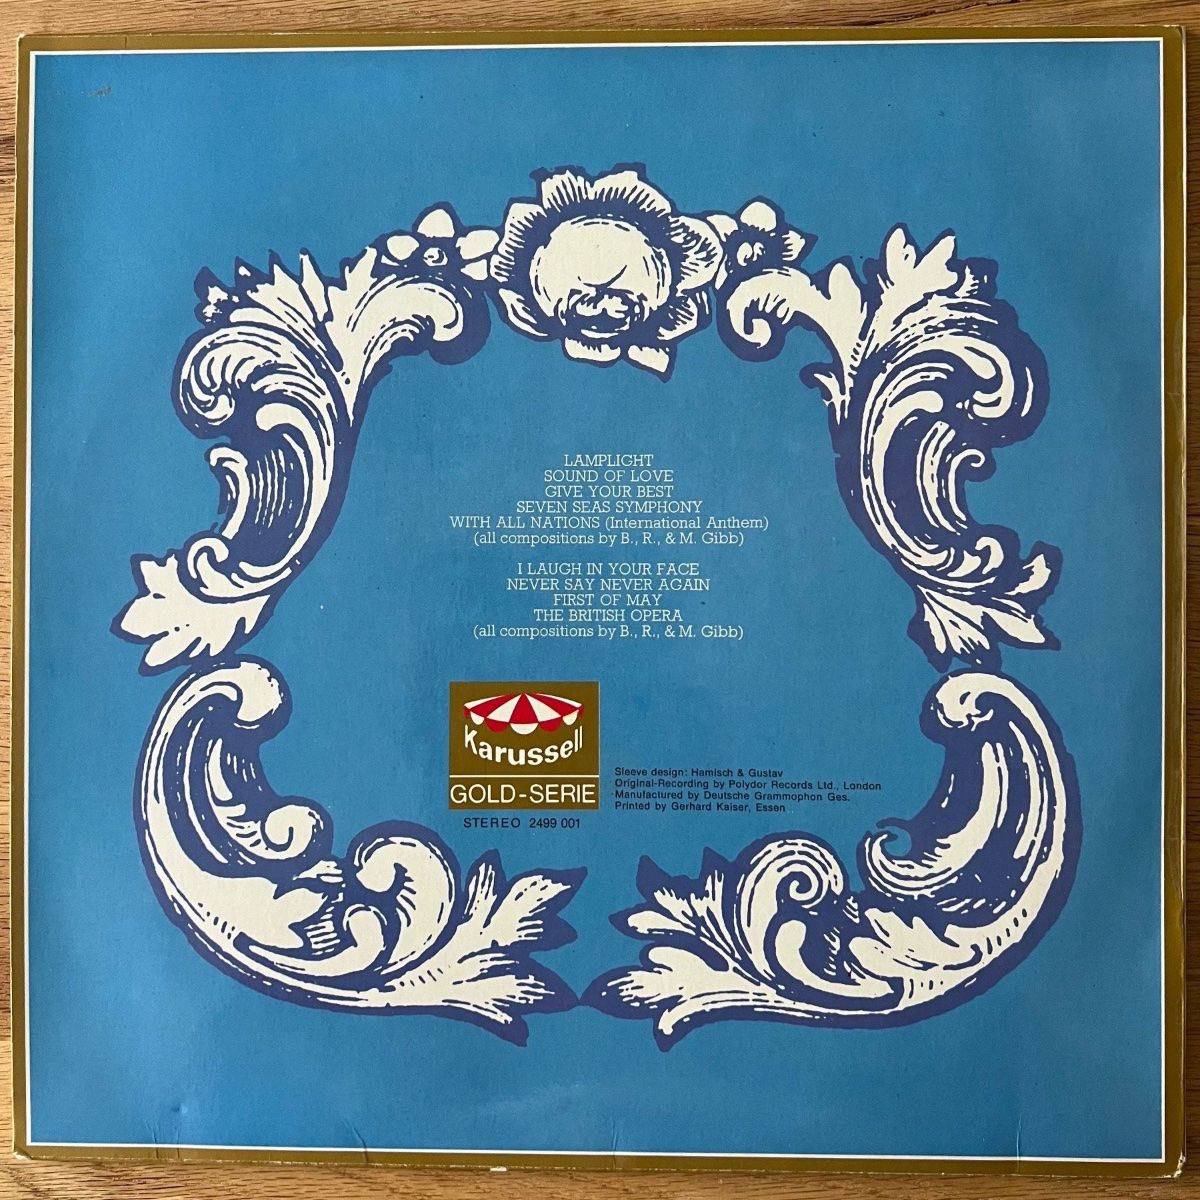 LAMPLIGHT
SOUND OF LOVE
GIVE YOUR BEST
SEVEN SEAS SYMPHONY
WITH ALL NATIONS (International Anthem)
(all compositions by B., R., & M. Gibb)
I LAUGH IN YOUR FACE
NEVER SAY NEVER AGAIN
FIRST OF MAY
THE BRITISH OPERA
(all compositions by B., R., & M. Gibb)
Karussell
GOLD-SERIE
STEREO 2499 001
Sleeve design: Hamisch & Gustav
Original-Recording by Polydor Records Ltd., London
Manufactured by Deutsche Grammophon Ges.
Printed by Gerhard Kaiser, Essen